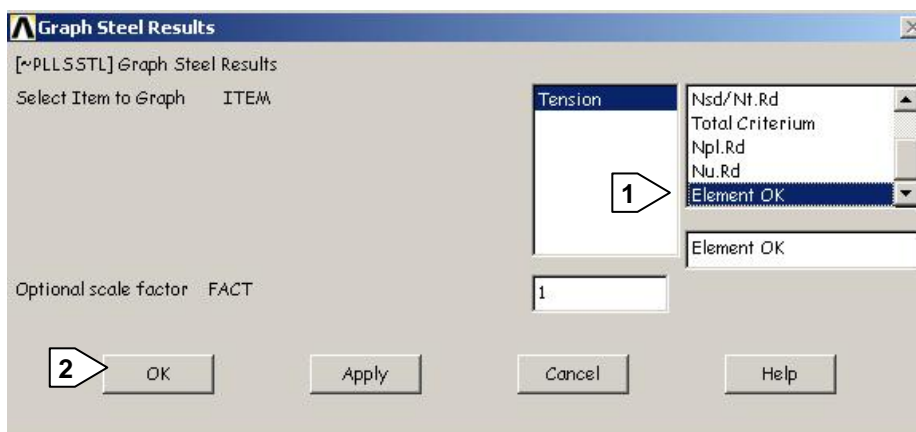 Graph Steel Results
[~PLLSSTL] Graph Steel Results
Select Item to Graph ITEM
Tension
Nsd/Nt.Rd
Total Criterium
Npl.Rd
Nu.Rd
1
Element OK
Element OK
Optional scale factor FACT
1
2
OK
Apply
Cancel
Help